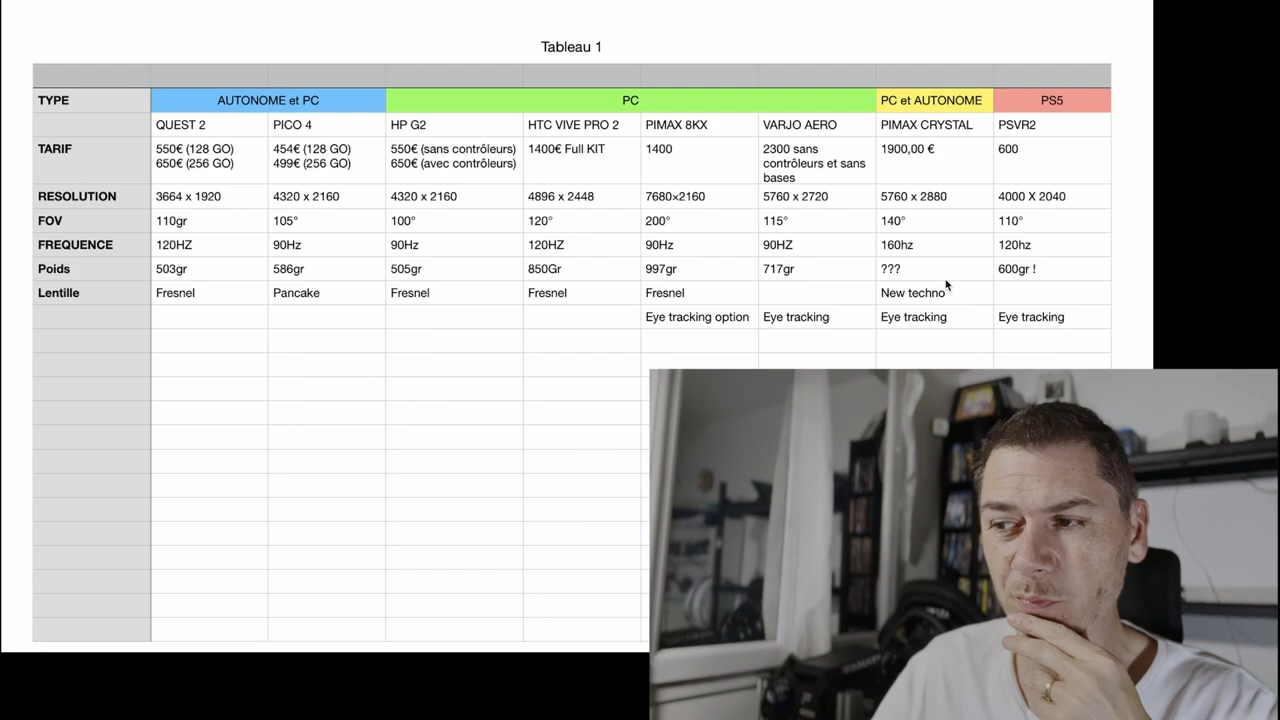 Tableau 1
TYPE AUTONOME et PC PC PC et AUTONOME PS5
QUEST 2 PICO 4 HP G2 HTC VIVE PRO 2 PIMAX 8KX VARJO AERO PIMAX CRYSTAL PSVR2
TARIF 550€ (128 GO) 454€ (128 GO) 550€ (sans contrôleurs) 1400€ Full KIT 1400 2300 sans 1900,00 € 600
650€ (256 GO) 499€ (256 GO) 650€ (avec contrôleurs) contrôleurs et sans
bases
RESOLUTION 3664 x 1920 4320 x 2160 4320 x 2160 4896 x 2448 7680×2160 5760 x 2720 5760 x 2880 4000 X 2040
FOV 110gr 105° 100° 120° 200° 115° 140° 110°
FREQUENCE 120HZ 90Hz 90Hz 120HZ 90Hz 90HZ 160hz 120hz
Poids 503gr 586gr 505gr 850Gr 997gr 717gr ??? 600gr !
Lentille Fresnel Pancake Fresnel Fresnel Fresnel New techno
Eye tracking option Eye tracking Eye tracking Eye tracking